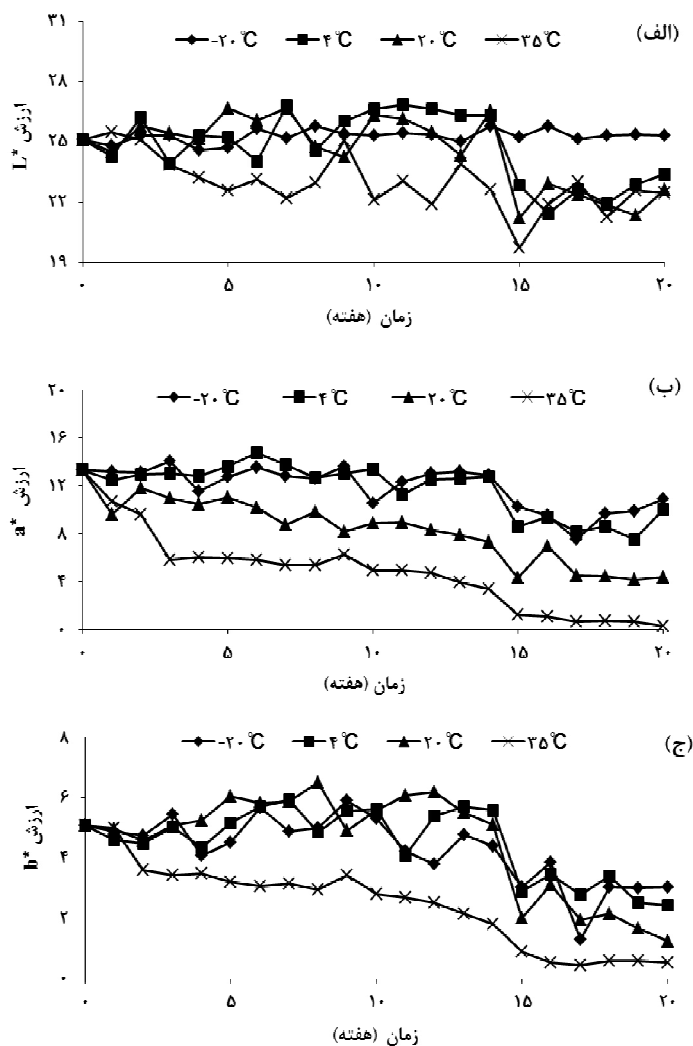 (الف)
-۲۰°C ۴°C ۲۰°C ۳۵°C
ارزش L*
۳۱
۲۵
۲۲
۱۹
۰ ۵ ۱۰ ۱۵ ۲۰
زمان (هفته)
(ب)
-۲۰°C ۴°C ۲۰°C ۳۵°C
ارزش a*
۲۰
۱۶
۱۲
۸
۴
۰
۰ ۵ ۱۰ ۱۵ ۲۰
زمان (هفته)
(ج)
-۲۰°C ۴°C ۲۰°C ۳۵°C
ارزش b*
۸
۶
۴
۲
۰
۰ ۵ ۱۰ ۱۵ ۲۰
زمان (هفته)